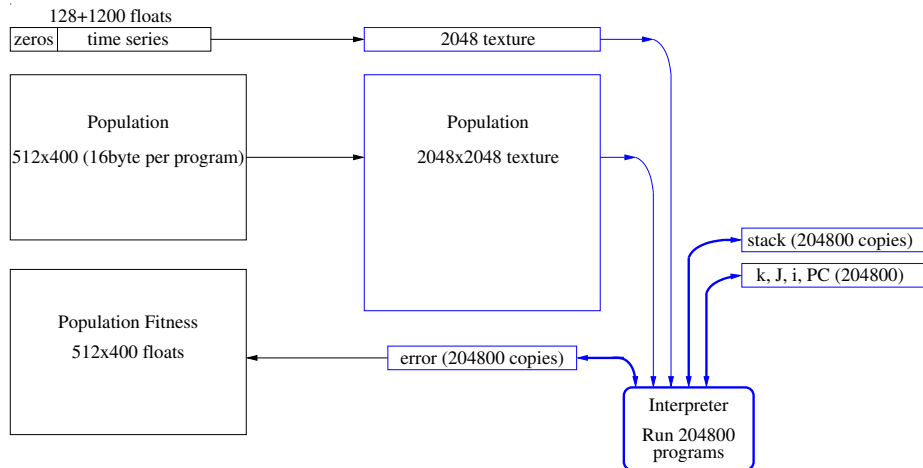 128+1200 floats
zeros
time series
2048 texture
Population
512x400 (16byte per program)
Population
2048x2048 texture
stack (204800 copies)
k, J, i, PC (204800)
Population Fitness
512x400 floats
error (204800 copies)
Interpreter
Run 204800
programs